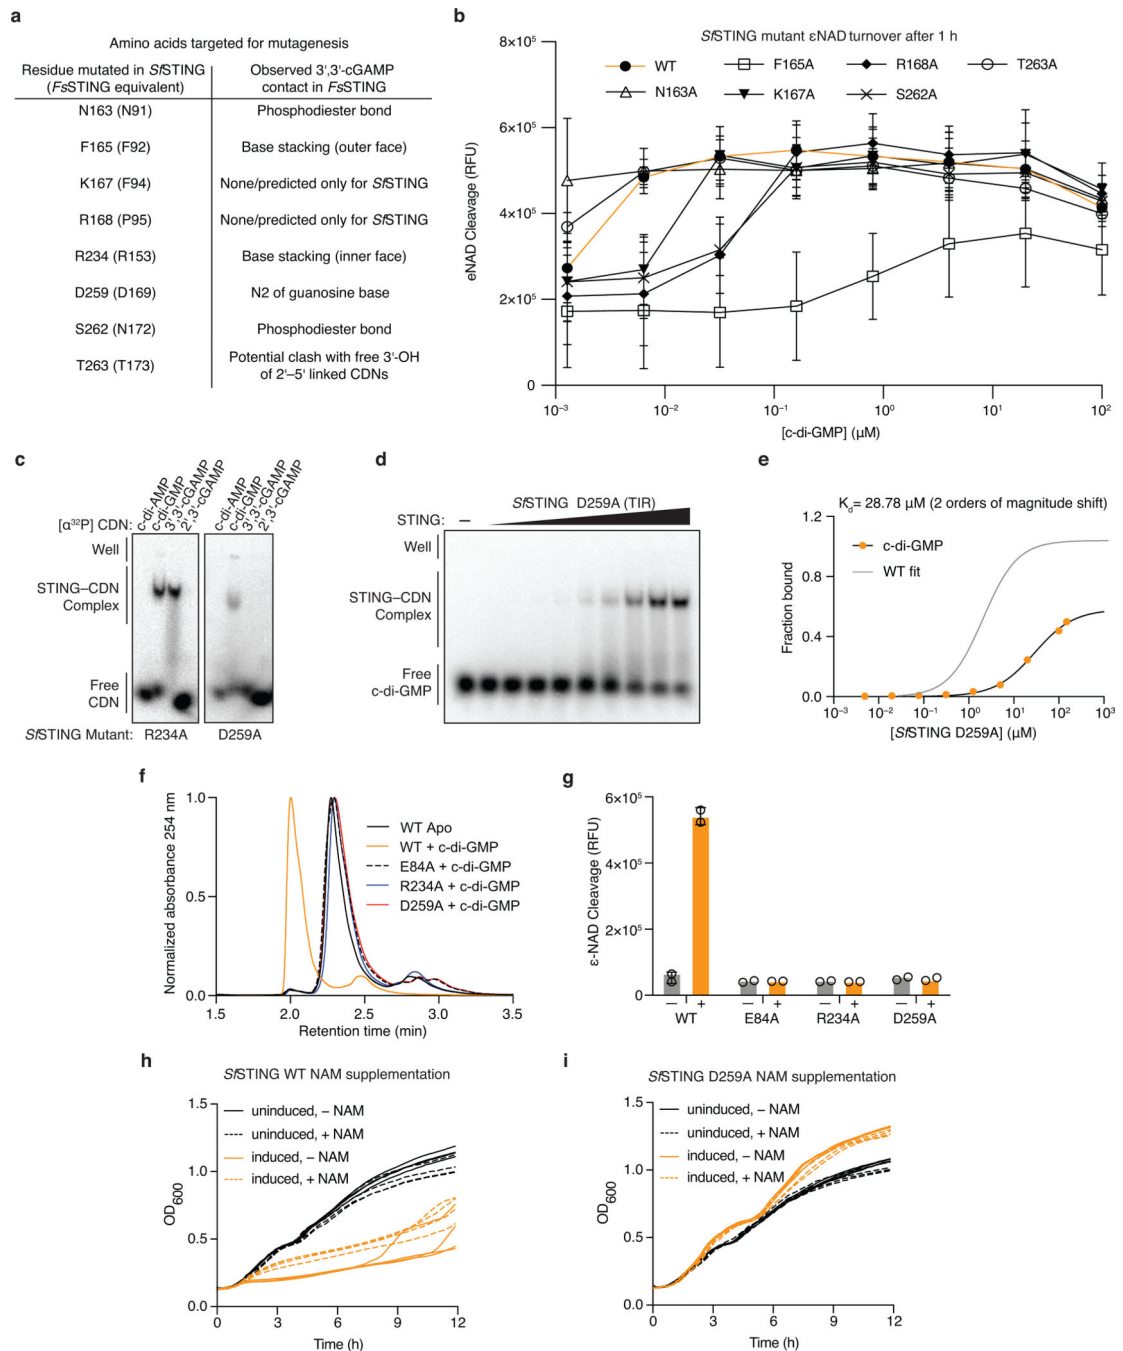 a
Amino acids targeted for mutagenesis
Residue mutated in SfSTING Observed 3',3'-cGAMP
(FsSTING equivalent) contact in FsSTING
N163 (N91) Phosphodiester bond
F165 (F92) Base stacking (outer face)
K167 (F94) None/predicted only for SfSTING
R168 (P95) None/predicted only for SfSTING
R234 (R153) Base stacking (inner face)
D259 (D169) N2 of guanosine base
S262 (N172) Phosphodiester bond
T263 (T173) Potential clash with free 3'-OH
of 2'–5' linked CDNs
b
SfSTING mutant εNAD turnover after 1 h
WT F165A R168A T263A
N163A K167A S262A
8×10⁵
6×10⁵
4×10⁵
2×10⁵
0
eNAD Cleavage (RFU)
10⁻³ 10⁻² 10⁻¹ 10⁰ 10¹ 10²
[c-di-GMP] (µM)
c
[α³²P] CDN:
c-di-AMP c-di-GMP 3',3'-cGAMP 2',3'-cGAMP c-di-AMP c-di-GMP 3',3'-cGAMP 2',3'-cGAMP
Well
STING–CDN
Complex
Free
CDN
SfSTING Mutant: R234A D259A
d
SfSTING D259A (TIR)
STING: –
Well
STING–CDN
Complex
Free
c-di-GMP
e
Kd= 28.78 µM (2 orders of magnitude shift)
c-di-GMP
WT fit
1.2
0.8
0.4
0.0
Fraction bound
10⁻³ 10⁻² 10⁻¹ 10⁰ 10¹ 10² 10³
[SfSTING D259A] (µM)
f
WT Apo
WT + c-di-GMP
E84A + c-di-GMP
R234A + c-di-GMP
D259A + c-di-GMP
1.0
0.5
0.0
Normalized absorbance 254 nm
1.5 2.0 2.5 3.0 3.5
Retention time (min)
g
6×10⁵
4×10⁵
2×10⁵
0
ε-NAD Cleavage (RFU)
– + – + – + – +
WT E84A R234A D259A
h
SfSTING WT NAM supplementation
uninduced, – NAM
uninduced, + NAM
induced, – NAM
induced, + NAM
1.5
1.0
0.5
0.0
OD600
0 3 6 9 12
Time (h)
i
SfSTING D259A NAM supplementation
uninduced, – NAM
uninduced, + NAM
induced, – NAM
induced, + NAM
1.5
1.0
0.5
0.0
OD600
0 3 6 9 12
Time (h)